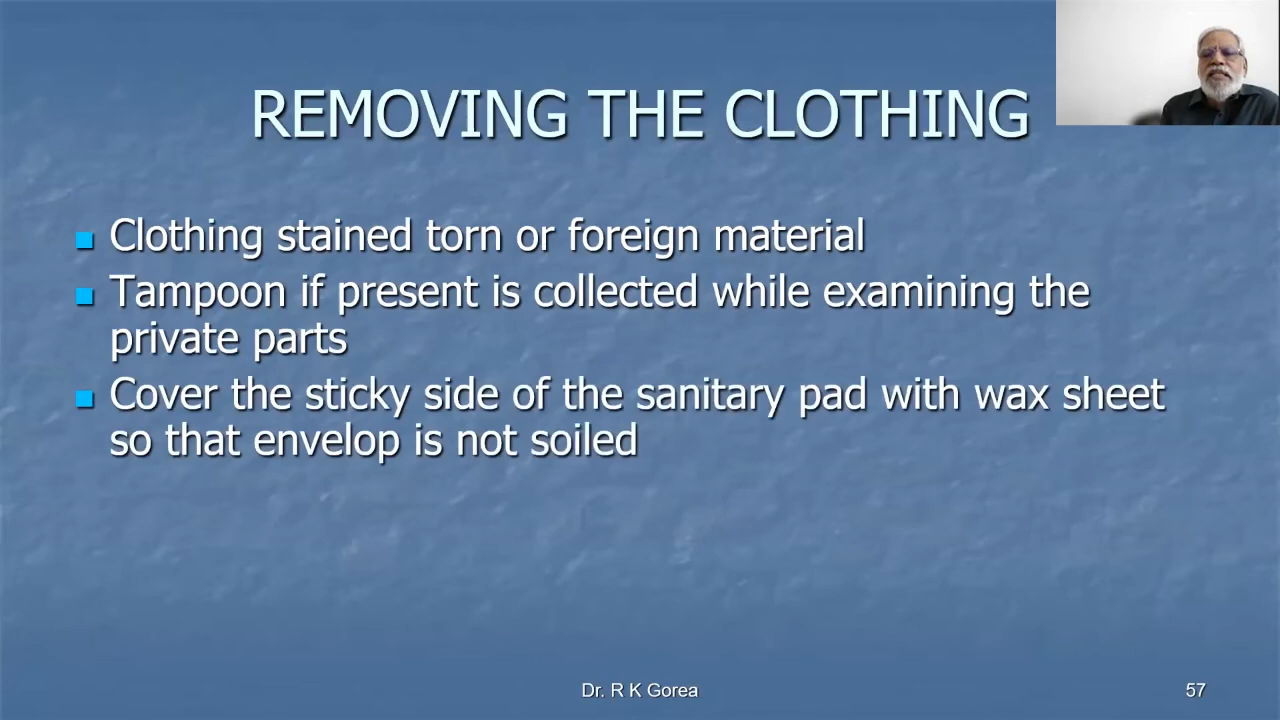 REMOVING THE CLOTHING
Clothing stained torn or foreign material
Tampoon if present is collected while examining the
private parts
Cover the sticky side of the sanitary pad with wax sheet
so that envelop is not soiled
Dr. R K Gorea
57